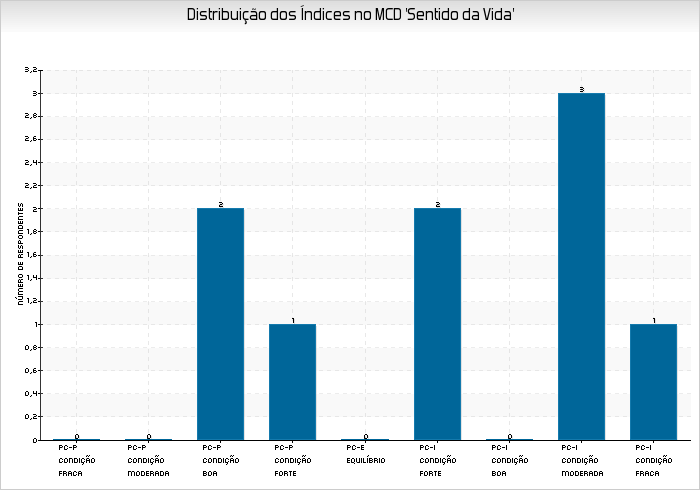 Distribuição dos Índices no MCD 'Sentido da Vida'
NÚMERO DE RESPONDENTES
3,2
3
2,8
2,6
2,4
2,2
2
1,8
1,6
1,4
1,2
1
0,8
0,6
0,4
0,2
0
0
0
2
1
0
2
0
3
1
PC-P
CONDIÇÃO
FRACA
PC-P
CONDIÇÃO
MODERADA
PC-P
CONDIÇÃO
BOA
PC-P
CONDIÇÃO
FORTE
PC-E
EQUILÍBRIO
PC-I
CONDIÇÃO
FORTE
PC-I
CONDIÇÃO
BOA
PC-I
CONDIÇÃO
MODERADA
PC-I
CONDIÇÃO
FRACA